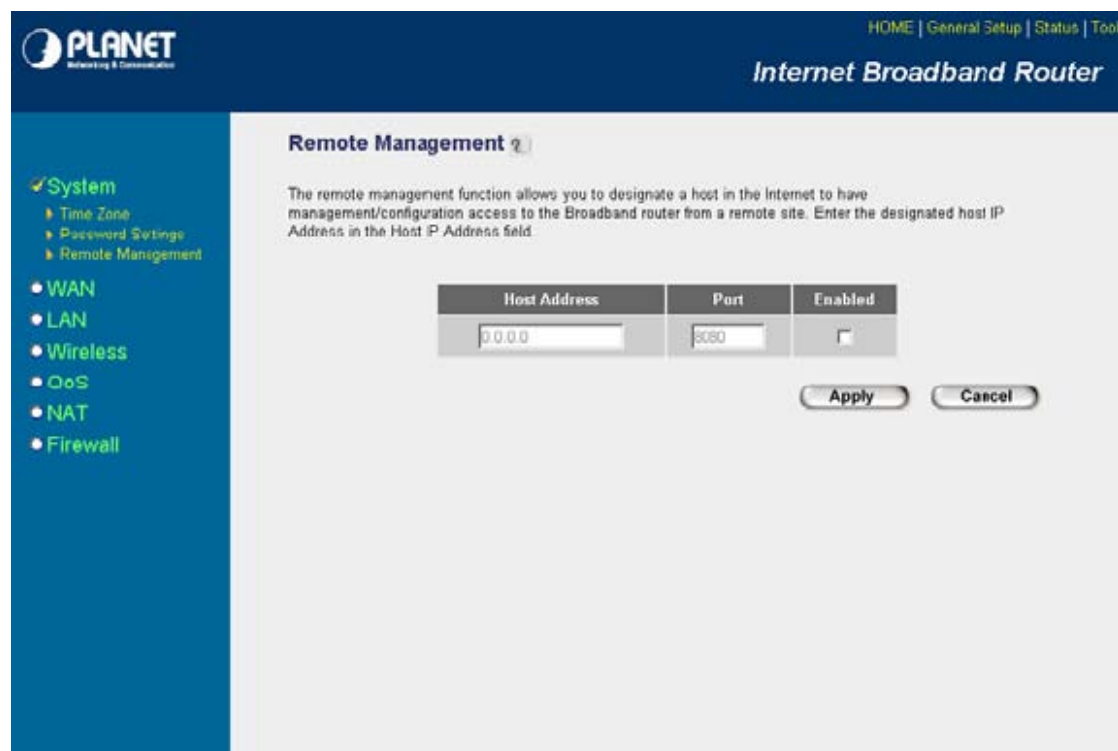 PLANET
Networking & Communication
HOME | General Setup | Status | Tool
Internet Broadband Router
System
Time Zone
Password Settings
Remote Management
WAN
LAN
Wireless
QoS
NAT
Firewall
Remote Management ?
The remote management function allows you to designate a host in the Internet to have
management/configuration access to the Broadband router from a remote site. Enter the designated host IP
Address in the Host IP Address field.
Host Address Port Enabled
0.0.0.0 8080
Apply Cancel